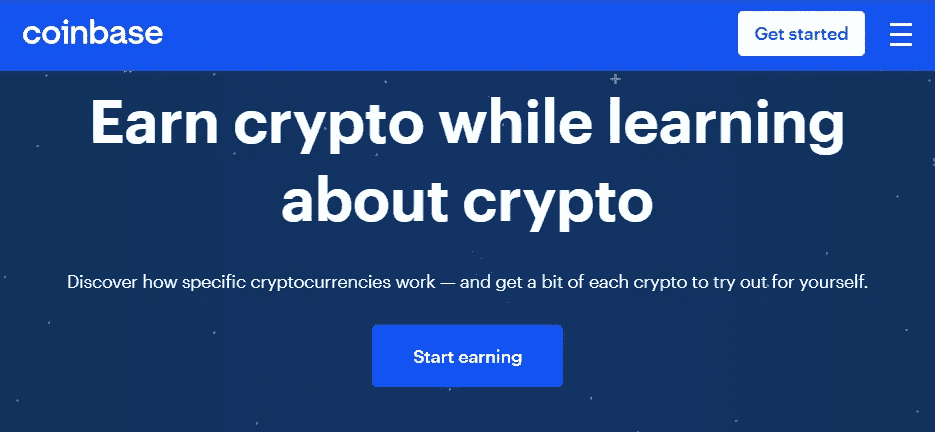 coinbase
Get started
Earn crypto while learning
about crypto
Discover how specific cryptocurrencies work — and get a bit of each crypto to try out for yourself.
Start earning